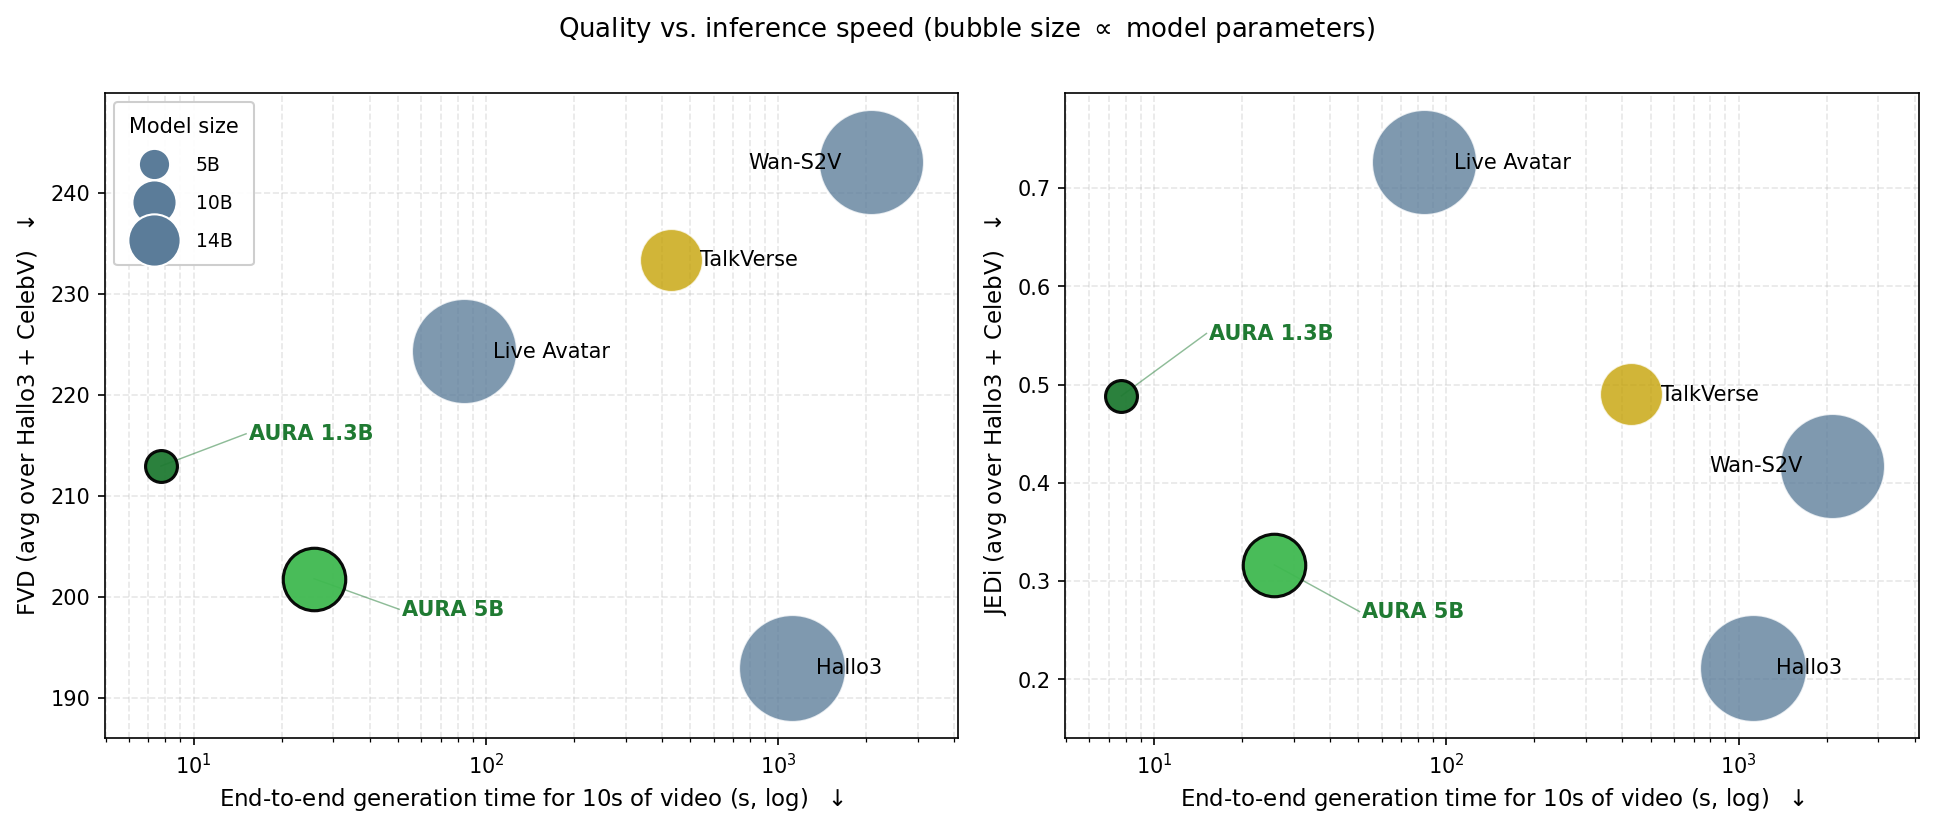 Quality vs. inference speed (bubble size ∝ model parameters)
Model size
5B
10B
14B
Wan-S2V
TalkVerse
Live Avatar
AURA 1.3B
AURA 5B
Hallo3
240
230
220
210
200
190
FVD (avg over Hallo3 + CelebV) ↓
10¹
10²
10³
End-to-end generation time for 10s of video (s, log) ↓
Live Avatar
AURA 1.3B
TalkVerse
Wan-S2V
AURA 5B
Hallo3
0.7
0.6
0.5
0.4
0.3
0.2
JEDi (avg over Hallo3 + CelebV) ↓
10¹
10²
10³
End-to-end generation time for 10s of video (s, log) ↓